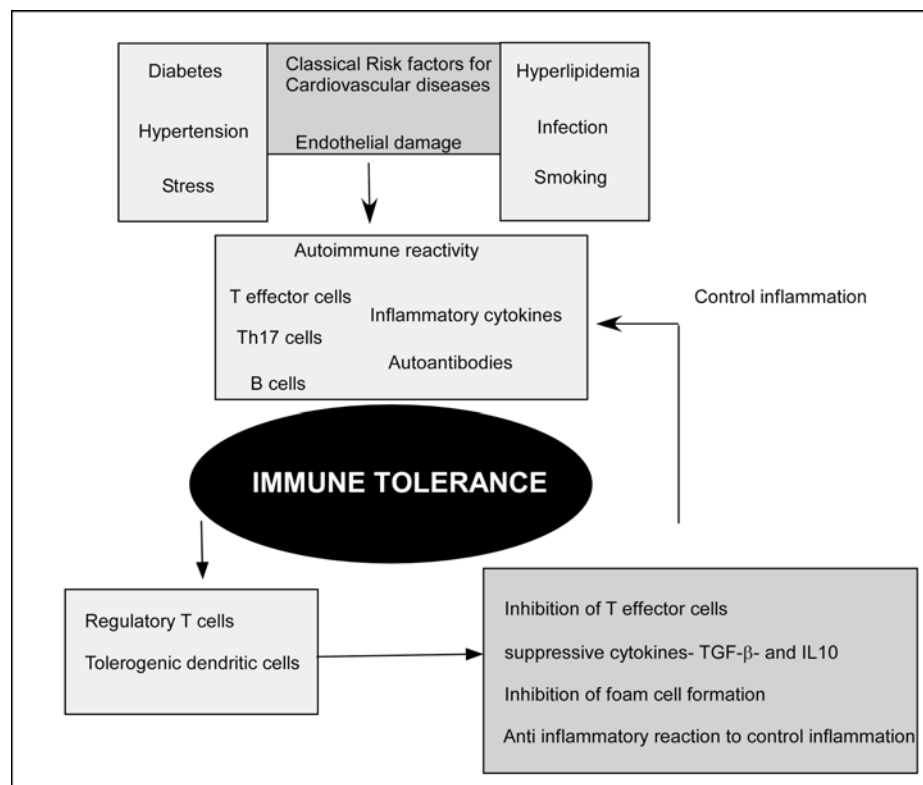 Diabetes
Hypertension
Stress
Classical Risk factors for
Cardiovascular diseases
Endothelial damage
Hyperlipidemia
Infection
Smoking
Autoimmune reactivity
T effector cells
Th17 cells
B cells
Inflammatory cytokines
Autoantibodies
Control inflammation
IMMUNE TOLERANCE
Regulatory T cells
Tolerogenic dendritic cells
Inhibition of T effector cells
suppressive cytokines- TGF-β- and IL10
Inhibition of foam cell formation
Anti inflammatory reaction to control inflammation